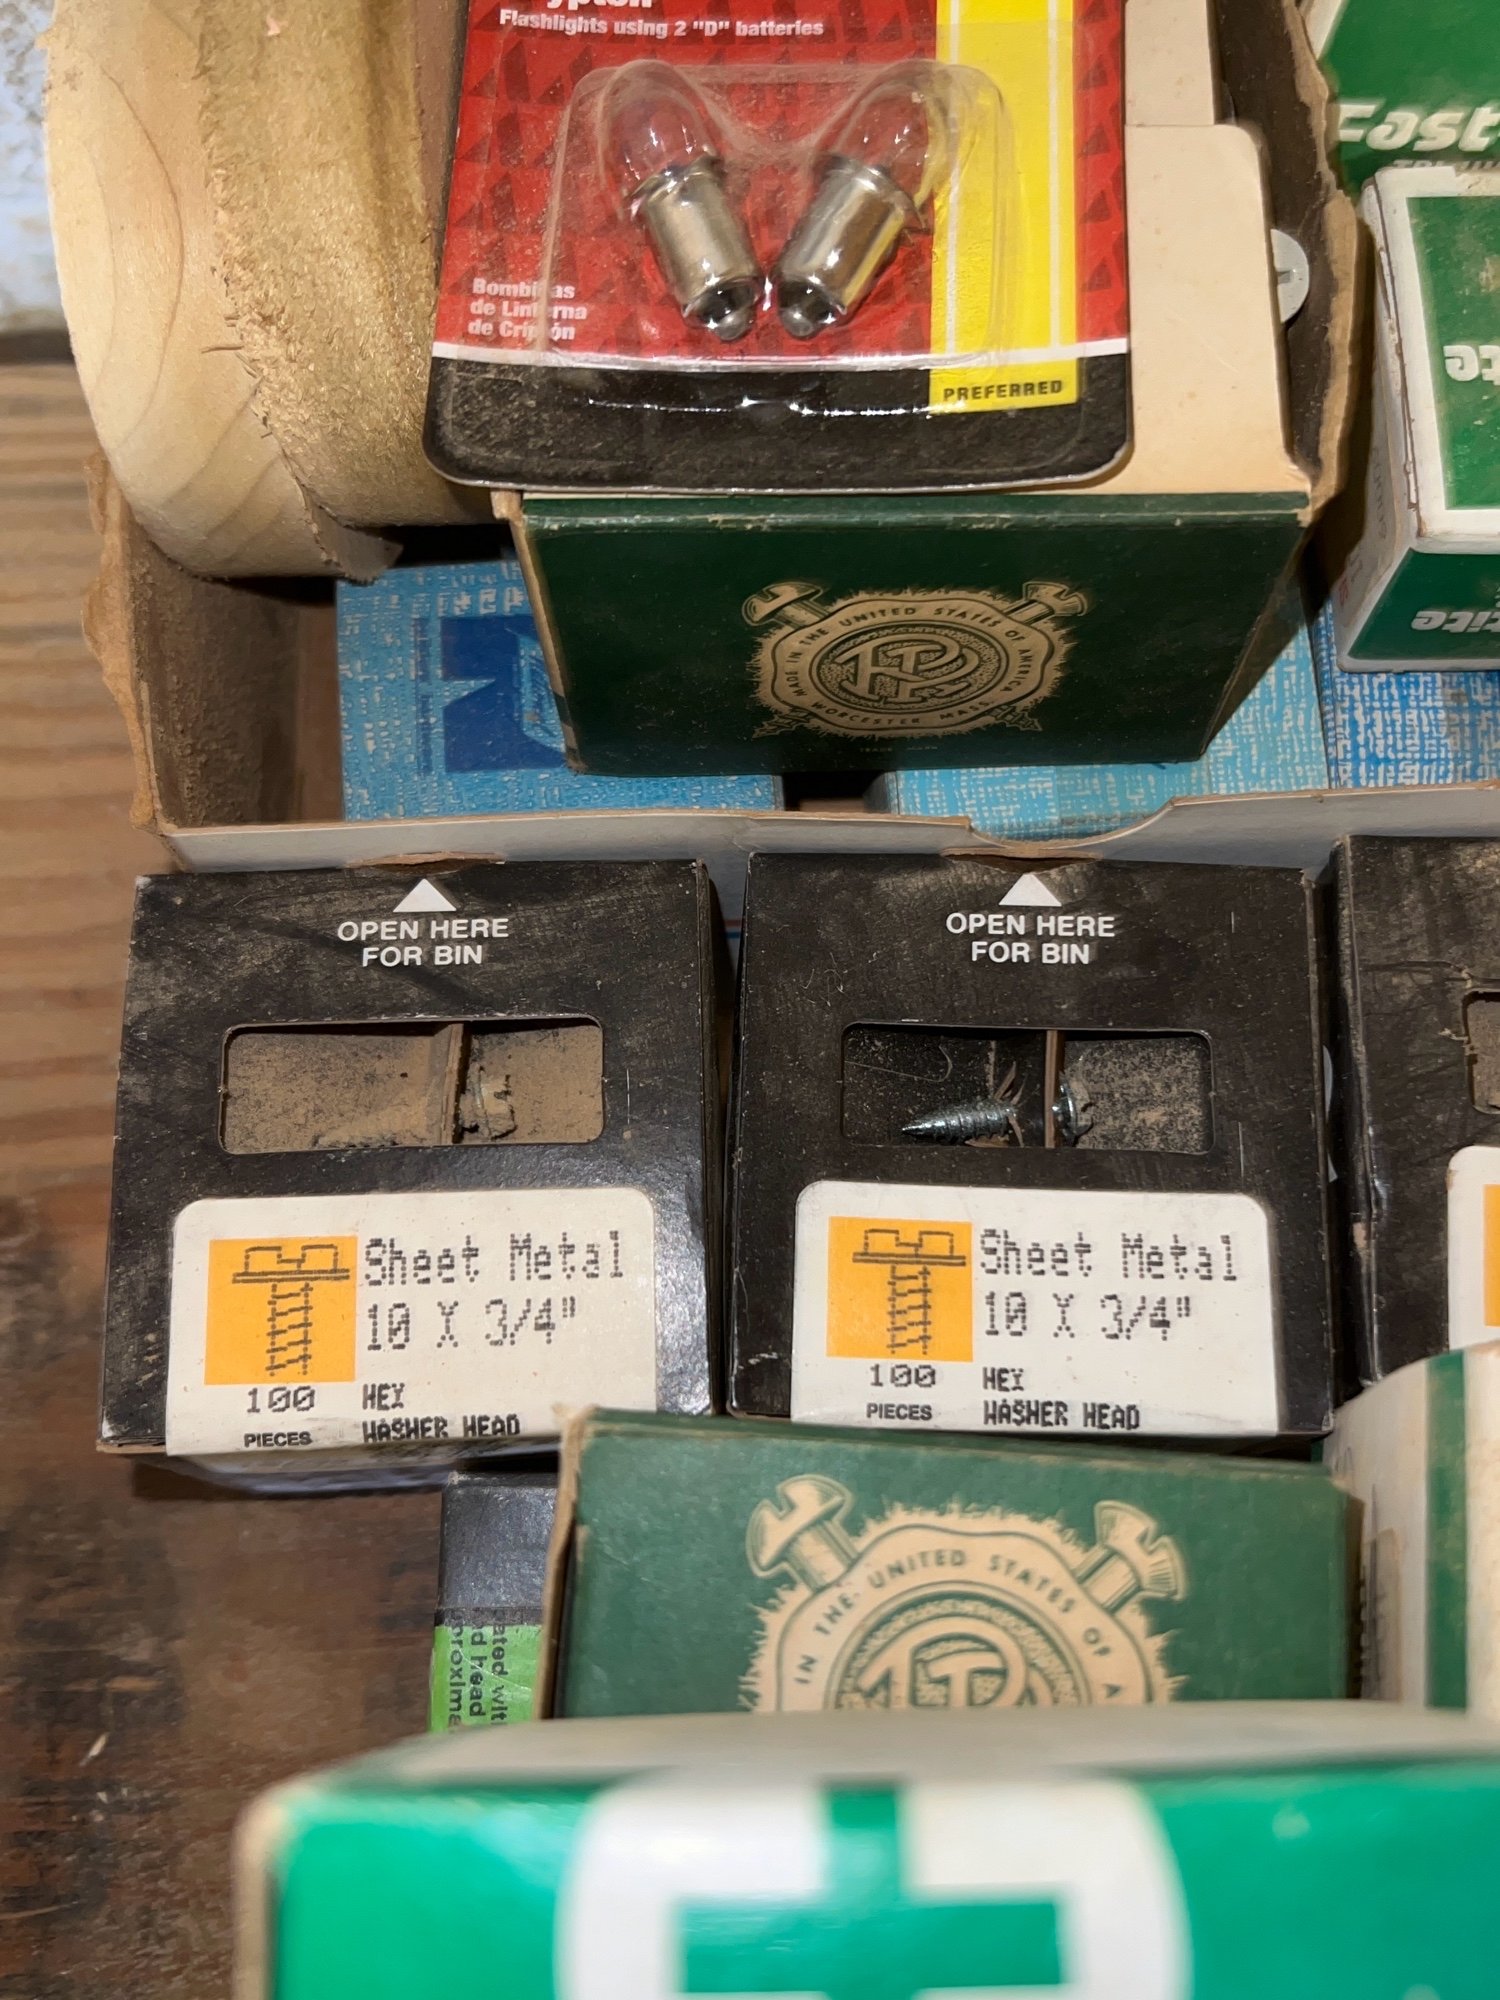 Flashlights using 2 "D" batteries
Bombillas
de Linterna
de Criptón
PREFERRED
MADE IN THE UNITED STATES OF AMERICA
WORCESTER MASS.
TRADE MARK
OPEN HERE
FOR BIN
Sheet Metal
10 X 3/4"
100
PIECES
HEX
WASHER HEAD
OPEN HERE
FOR BIN
Sheet Metal
10 X 3/4"
100
PIECES
HEX
WASHER HEAD
IN THE UNITED STATES OF A